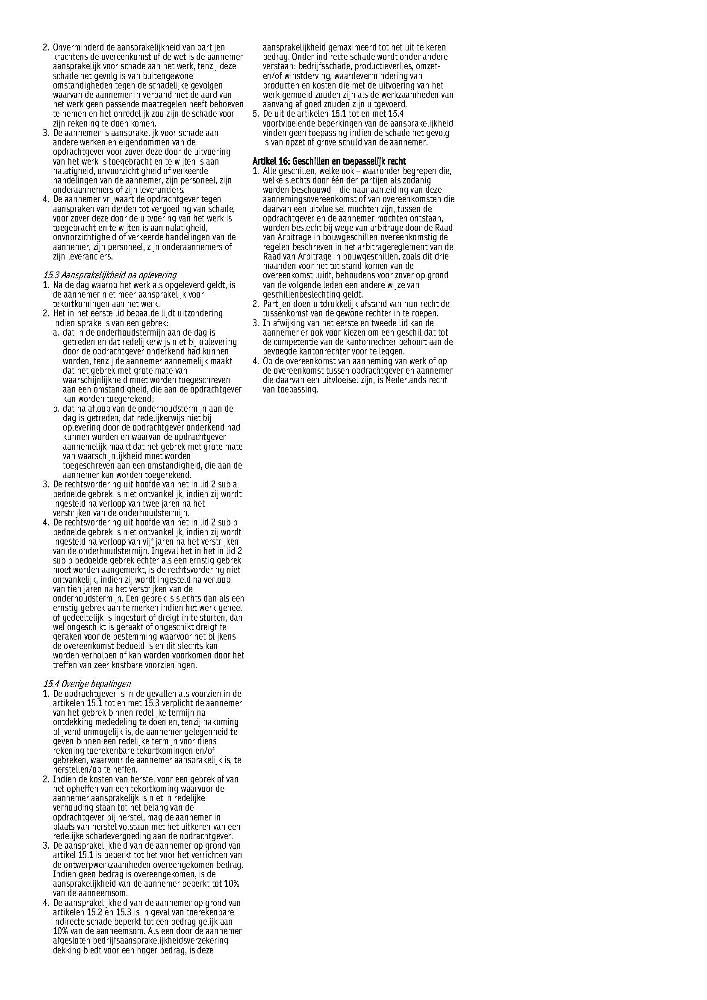 2. Onverminderd de aansprakelijkheid van partijen
krachtens de overeenkomst of de wet is de aannemer
aansprakelijk voor schade aan het werk, tenzij deze
schade het gevolg is van buitengewone
omstandigheden tegen de schadelijke gevolgen
waarvan de aannemer in verband met de aard van
het werk geen passende maatregelen heeft behoeven
te nemen en het onredelijk zou zijn de schade voor
zijn rekening te doen komen.
3. De aannemer is aansprakelijk voor schade aan
andere werken en eigendommen van de
opdrachtgever voor zover deze door de uitvoering
van het werk is toegebracht en te wijten is aan
nalatigheid, onvoorzichtigheid of verkeerde
handelingen van de aannemer, zijn personeel, zijn
onderaannemers of zijn leveranciers.
4. De aannemer vrijwaart de opdrachtgever tegen
aanspraken van derden tot vergoeding van schade,
voor zover deze door de uitvoering van het werk is
toegebracht en te wijten is aan nalatigheid,
onvoorzichtigheid of verkeerde handelingen van de
aannemer, zijn personeel, zijn onderaannemers of
zijn leveranciers.
15.3 Aansprakelijkheid na oplevering
1. Na de dag waarop het werk als opgeleverd geldt, is
de aannemer niet meer aansprakelijk voor
tekortkomingen aan het werk.
2. Het in het eerste lid bepaalde lijdt uitzondering
indien sprake is van een gebrek:
a. dat in de onderhoudstermijn aan de dag is
getreden en dat redelijkerwijs niet bij oplevering
door de opdrachtgever onderkend had kunnen
worden, tenzij de aannemer aannemelijk maakt
dat het gebrek met grote mate van
waarschijnlijkheid moet worden toegeschreven
aan een omstandigheid, die aan de opdrachtgever
kan worden toegerekend;
b. dat na afloop van de onderhoudstermijn aan de
dag is getreden, dat redelijkerwijs niet bij
oplevering door de opdrachtgever onderkend had
kunnen worden en waarvan de opdrachtgever
aannemelijk maakt dat het gebrek met grote mate
van waarschijnlijkheid moet worden
toegeschreven aan een omstandigheid, die aan de
aannemer kan worden toegerekend.
3. De rechtsvordering uit hoofde van het in lid 2 sub a
bedoelde gebrek is niet ontvankelijk, indien zij wordt
ingesteld na verloop van twee jaren na het
verstrijken van de onderhoudstermijn.
4. De rechtsvordering uit hoofde van het in lid 2 sub b
bedoelde gebrek is niet ontvankelijk, indien zij wordt
ingesteld na verloop van vijf jaren na het verstrijken
van de onderhoudstermijn. Ingeval het in het in lid 2
sub b bedoelde gebrek echter als een ernstig gebrek
moet worden aangemerkt, is de rechtsvordering niet
ontvankelijk, indien zij wordt ingesteld na verloop
van tien jaren na het verstrijken van de
onderhoudstermijn. Een gebrek is slechts dan als een
ernstig gebrek aan te merken indien het werk geheel
of gedeeltelijk is ingestort of dreigt in te storten, dan
wel ongeschikt is geraakt of ongeschikt dreigt te
geraken voor de bestemming waarvoor het blijkens
de overeenkomst bedoeld is en dit slechts kan
worden verholpen of kan worden voorkomen door het
treffen van zeer kostbare voorzieningen.
15.4 Overige bepalingen
1. De opdrachtgever is in de gevallen als voorzien in de
artikelen 15.1 tot en met 15.3 verplicht de aannemer
van het gebrek binnen redelijke termijn na
ontdekking mededeling te doen en, tenzij nakoming
blijvend onmogelijk is, de aannemer gelegenheid te
geven binnen een redelijke termijn voor diens
rekening toerekenbare tekortkomingen en/of
gebreken, waarvoor de aannemer aansprakelijk is, te
herstellen/op te heffen.
2. Indien de kosten van herstel voor een gebrek of van
het opheffen van een tekortkoming waarvoor de
aannemer aansprakelijk is niet in redelijke
verhouding staan tot het belang van de
opdrachtgever bij herstel, mag de aannemer in
plaats van herstel volstaan met het uitkeren van een
redelijke schadevergoeding aan de opdrachtgever.
3. De aansprakelijkheid van de aannemer op grond van
artikel 15.1 is beperkt tot het voor het verrichten van
de ontwerpwerkzaamheden overeengekomen bedrag.
Indien geen bedrag is overeengekomen, is de
aansprakelijkheid van de aannemer beperkt tot 10%
van de aanneemsom.
4. De aansprakelijkheid van de aannemer op grond van
artikelen 15.2 en 15.3 is in geval van toerekenbare
indirecte schade beperkt tot een bedrag gelijk aan
10% van de aanneemsom. Als een door de aannemer
afgesloten bedrijfsaansprakelijkheidsverzekering
dekking biedt voor een hoger bedrag, is deze
aansprakelijkheid gemaximeerd tot het uit te keren
bedrag. Onder indirecte schade wordt onder andere
verstaan: bedrijfsschade, productieverlies, omzet-
en/of winstderving, waardevermindering van
producten en kosten die met de uitvoering van het
werk gemoeid zouden zijn als de werkzaamheden van
aanvang af goed zouden zijn uitgevoerd.
5. De uit de artikelen 15.1 tot en met 15.4
voortvloeiende beperkingen van de aansprakelijkheid
vinden geen toepassing indien de schade het gevolg
is van opzet of grove schuld van de aannemer.
Artikel 16: Geschillen en toepasselijk recht
1. Alle geschillen, welke ook – waaronder begrepen die,
welke slechts door één der partijen als zodanig
worden beschouwd – die naar aanleiding van deze
aannemingsovereenkomst of van overeenkomsten die
daarvan een uitvloeisel mochten zijn, tussen de
opdrachtgever en de aannemer mochten ontstaan,
worden beslecht bij wege van arbitrage door de Raad
van Arbitrage in bouwgeschillen overeenkomstig de
regelen beschreven in het arbitragereglement van de
Raad van Arbitrage in bouwgeschillen, zoals dit drie
maanden voor het tot stand komen van de
overeenkomst luidt, behoudens voor zover op grond
van de volgende leden een andere wijze van
geschillenbeslechting geldt.
2. Partijen doen uitdrukkelijk afstand van hun recht de
tussenkomst van de gewone rechter in te roepen.
3. In afwijking van het eerste en tweede lid kan de
aannemer er ook voor kiezen om een geschil dat tot
de competentie van de kantonrechter behoort aan de
bevoegde kantonrechter voor te leggen.
4. Op de overeenkomst van aanneming van werk of op
de overeenkomst tussen opdrachtgever en aannemer
die daarvan een uitvloeisel zijn, is Nederlands recht
van toepassing.